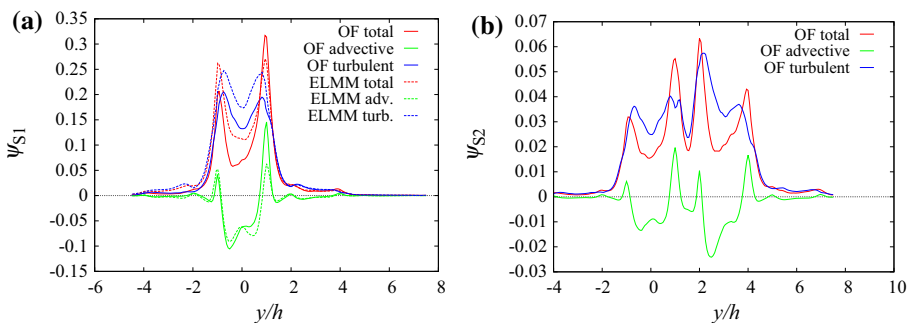 (a)
ΨS1
0.35
0.3
0.25
0.2
0.15
0.1
0.05
0
-0.05
-0.1
-0.15
-6 -4 -2 0 2 4 6 8
y/h
OF total
OF advective
OF turbulent
ELMM total
ELMM adv.
ELMM turb.
(b)
ΨS2
0.06
0.05
0.04
0.03
0.02
0.01
0.00
0.01
0.02
0.03
-4 -2 0 2 4 6 8 10
y/h
OF total
OF advective
OF turbulent